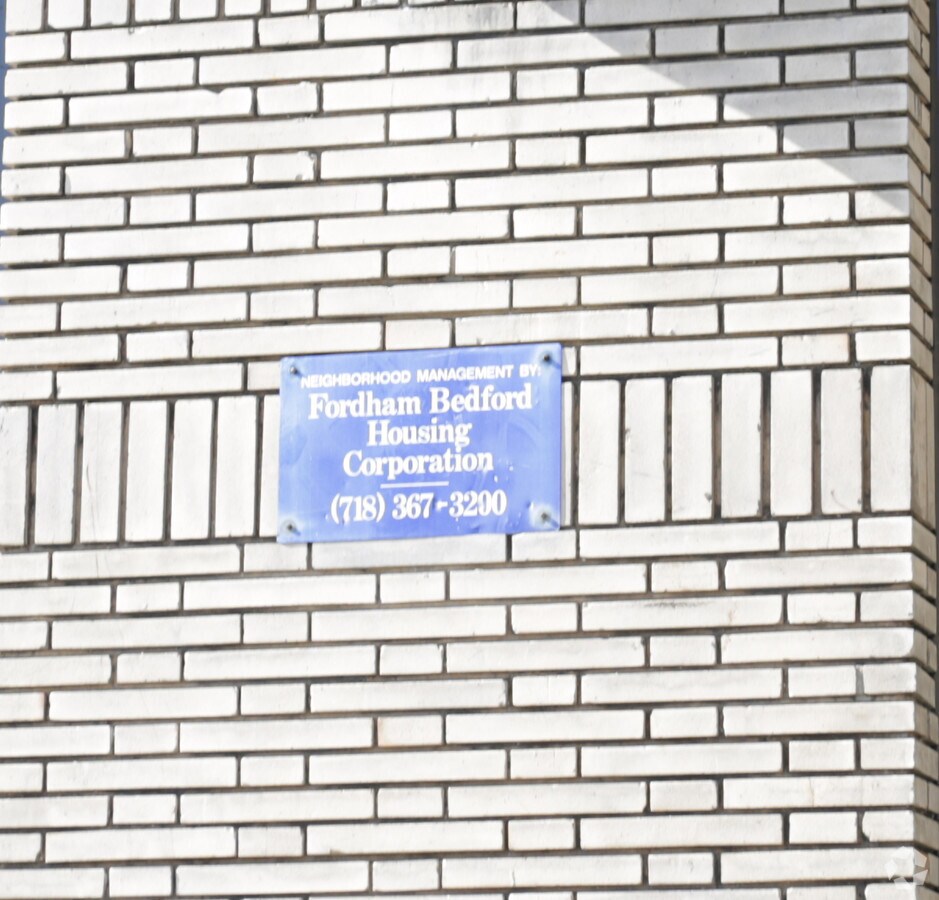 NEIGHBORHOOD MANAGEMENT BY:
Fordham Bedford
Housing
Corporation
(718) 367-3200